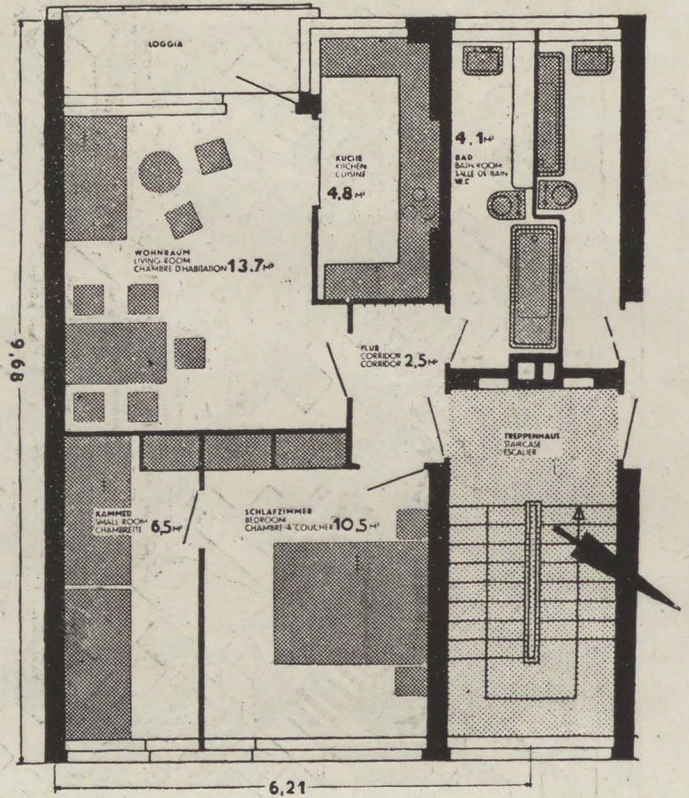 LOGGIA
KÜCHE
KITCHEN
CUISINE
4,8 M²
4,1 M²
BAD
BATH-ROOM
SALLE DE BAIN
W.C
WOHNRAUM
LIVING-ROOM
CHAMBRE D'HABITATION 13.7 M²
FLUR
CORRIDOR
CORRIDOR 2,5 M²
9,68
TREPPENHAUS
STAIRCASE
ESCALIER
KAMMER
SMALL ROOM
CHAMBRETTE
6,5 M²
SCHLAFZIMMER
BEDROOM
CHAMBRE A COUCHER 10.5 M²
6,21